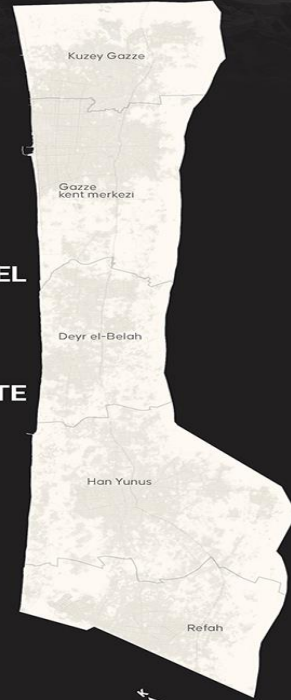 Kuzey Gazze
Gazze
kent merkezi
EL
Deyr el-Belah
TE
Han Yunus
Refah